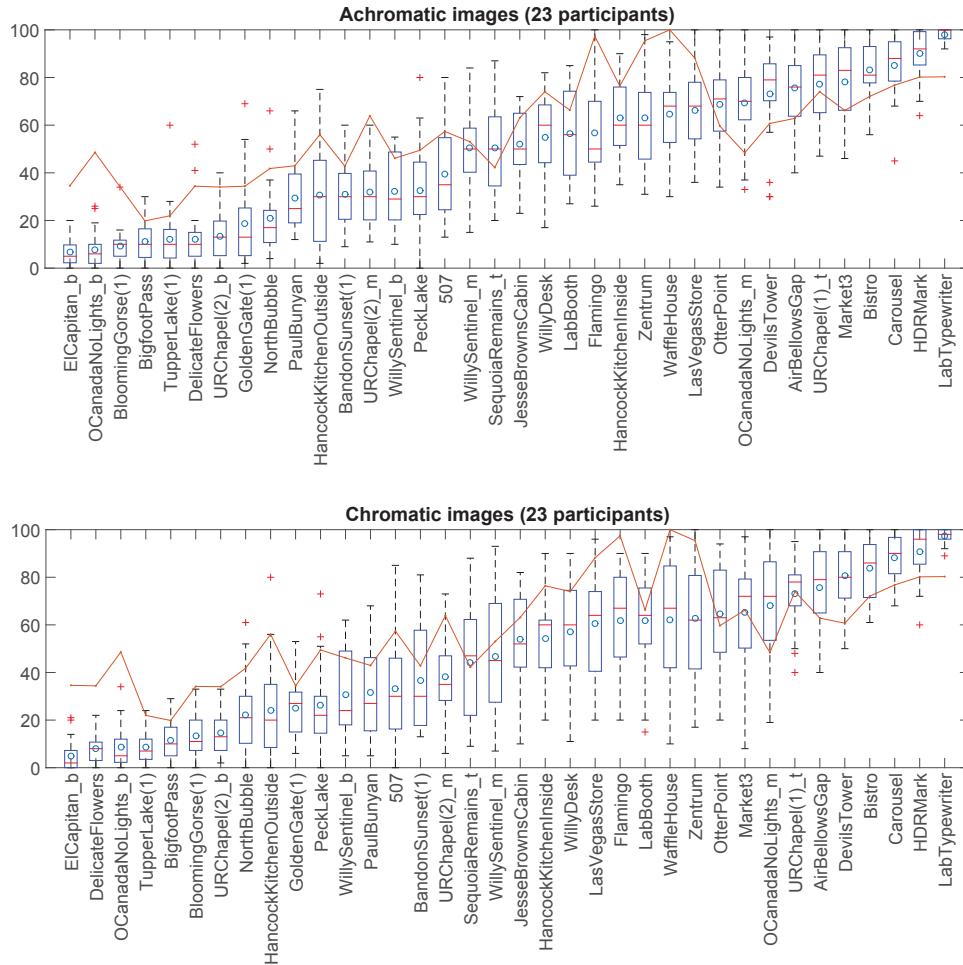 Achromatic images (23 participants)
100
80
60
40
20
0
ElCapitan_b
OCanadaNoLights_b
BloomingGorse(1)
BigfootPass
TupperLake(1)
DelicateFlowers
URChapel(2)_b
GoldenGate(1)
NorthBubble
PaulBunyan
HancockKitchenOutside
BandonSunset(1)
URChapel(2)_m
WillySentinel_b
PeckLake
507
WillySentinel_m
SequoiaRemains_t
JesseBrownsCabin
WillyDesk
LabBooth
Flamingo
HancockKitchenInside
Zentrum
WaffleHouse
LasVegasStore
OtterPoint
OCanadaNoLights_m
DevilsTower
AirBellowsGap
URChapel(1)_t
Market3
Bistro
Carousel
HDRMark
LabTypewriter
Chromatic images (23 participants)
100
80
60
40
20
0
ElCapitan_b
DelicateFlowers
OCanadaNoLights_b
TupperLake(1)
BigfootPass
BloomingGorse(1)
URChapel(2)_b
NorthBubble
HancockKitchenOutside
GoldenGate(1)
PeckLake
WillySentinel_b
PaulBunyan
507
BandonSunset(1)
URChapel(2)_m
SequoiaRemains_t
WillySentinel_m
JesseBrownsCabin
HancockKitchenInside
WillyDesk
LasVegasStore
Flamingo
LabBooth
WaffleHouse
Zentrum
OtterPoint
Market3
OCanadaNoLights_m
URChapel(1)_t
AirBellowsGap
DevilsTower
Bistro
Carousel
HDRMark
LabTypewriter